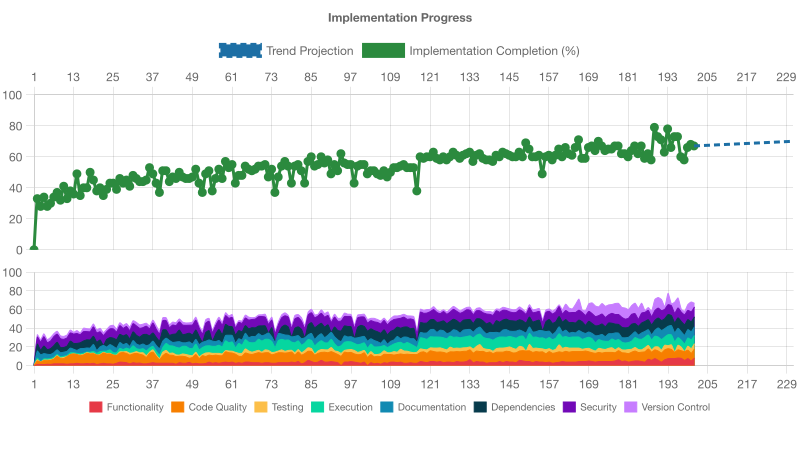 Implementation Progress
Trend Projection Implementation Completion (%)
1 13 25 37 49 61 73 85 97 109 121 133 145 157 169 181 193 205 217 229
100
80
60
40
20
0
100
80
60
40
20
0
1 13 25 37 49 61 73 85 97 109 121 133 145 157 169 181 193 205 217 229
Functionality Code Quality Testing Execution Documentation Dependencies Security Version Control